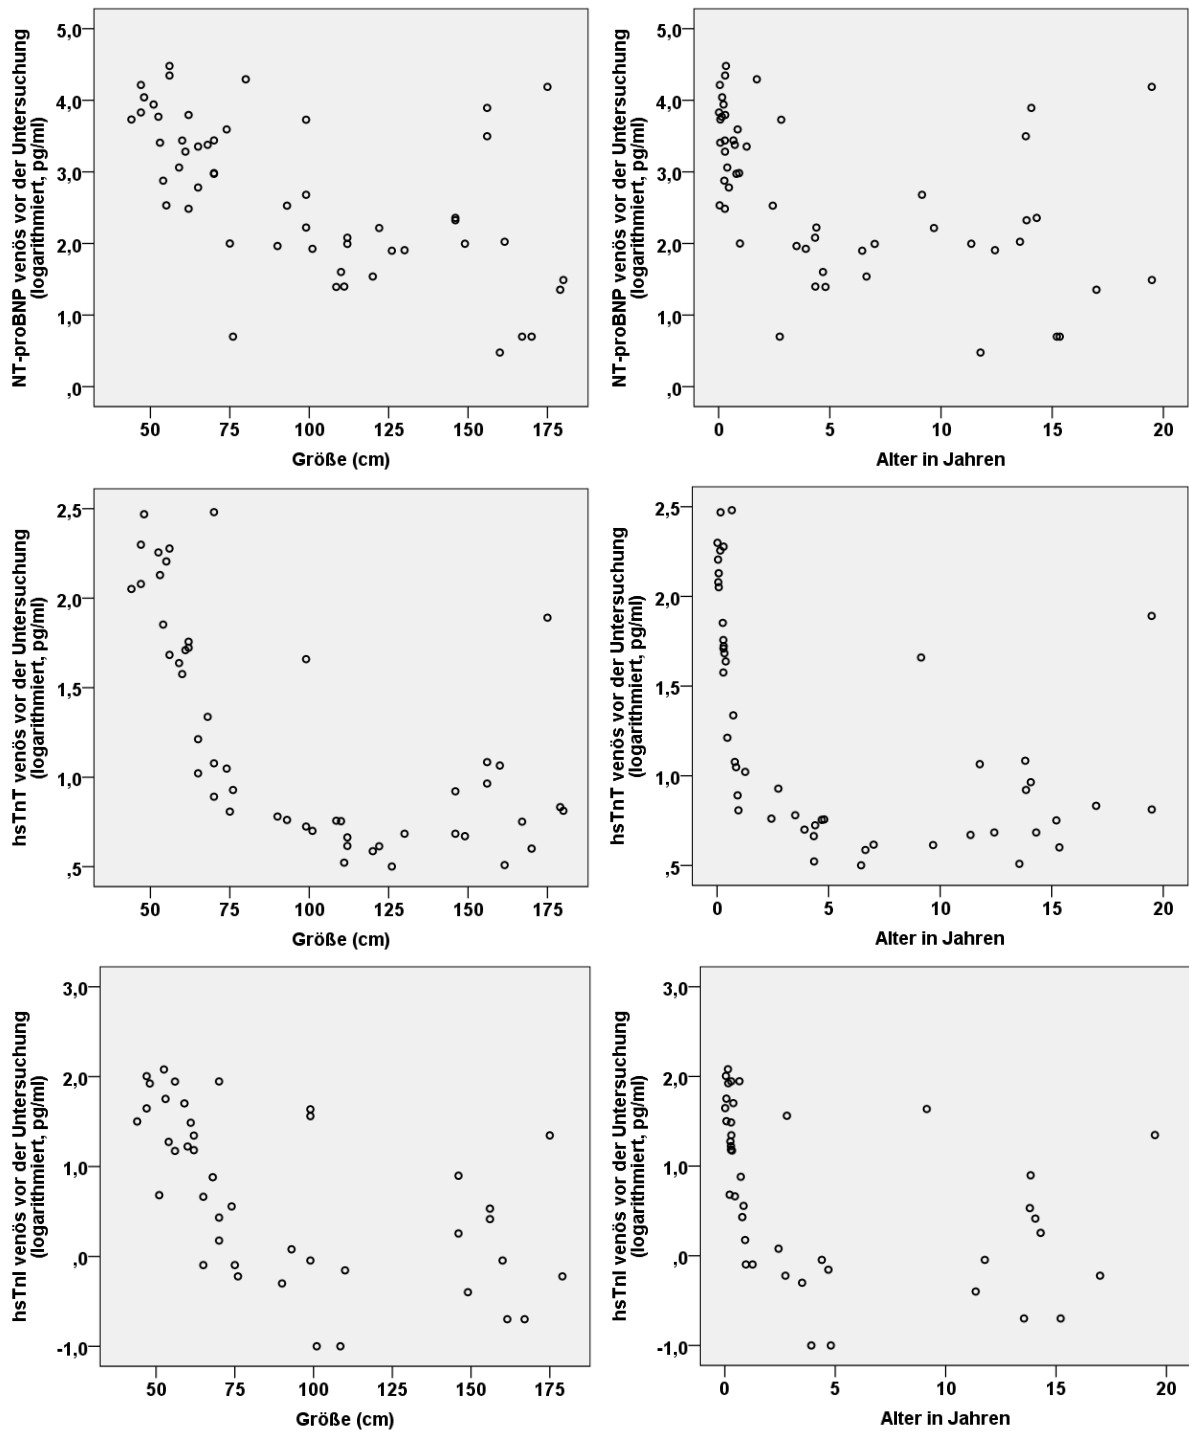 NT-proBNP venös vor der Untersuchung
(logarithmiert, pg/ml)
5,0
4,0
3,0
2,0
1,0
,0
50 75 100 125 150 175
Größe (cm)
NT-proBNP venös vor der Untersuchung
(logarithmiert, pg/ml)
5,0
4,0
3,0
2,0
1,0
,0
0 5 10 15 20
Alter in Jahren
hsTnT venös vor der Untersuchung
(logarithmiert, pg/ml)
2,5
2,0
1,5
1,0
,5
50 75 100 125 150 175
Größe (cm)
hsTnT venös vor der Untersuchung
(logarithmiert, pg/ml)
2,5
2,0
1,5
1,0
,5
0 5 10 15 20
Alter in Jahren
hsTnI venös vor der Untersuchung
(logarithmiert, pg/ml)
3,0
2,0
1,0
,0
-1,0
50 75 100 125 150 175
Größe (cm)
hsTnI venös vor der Untersuchung
(logarithmiert, pg/ml)
3,0
2,0
1,0
,0
-1,0
0 5 10 15 20
Alter in Jahren